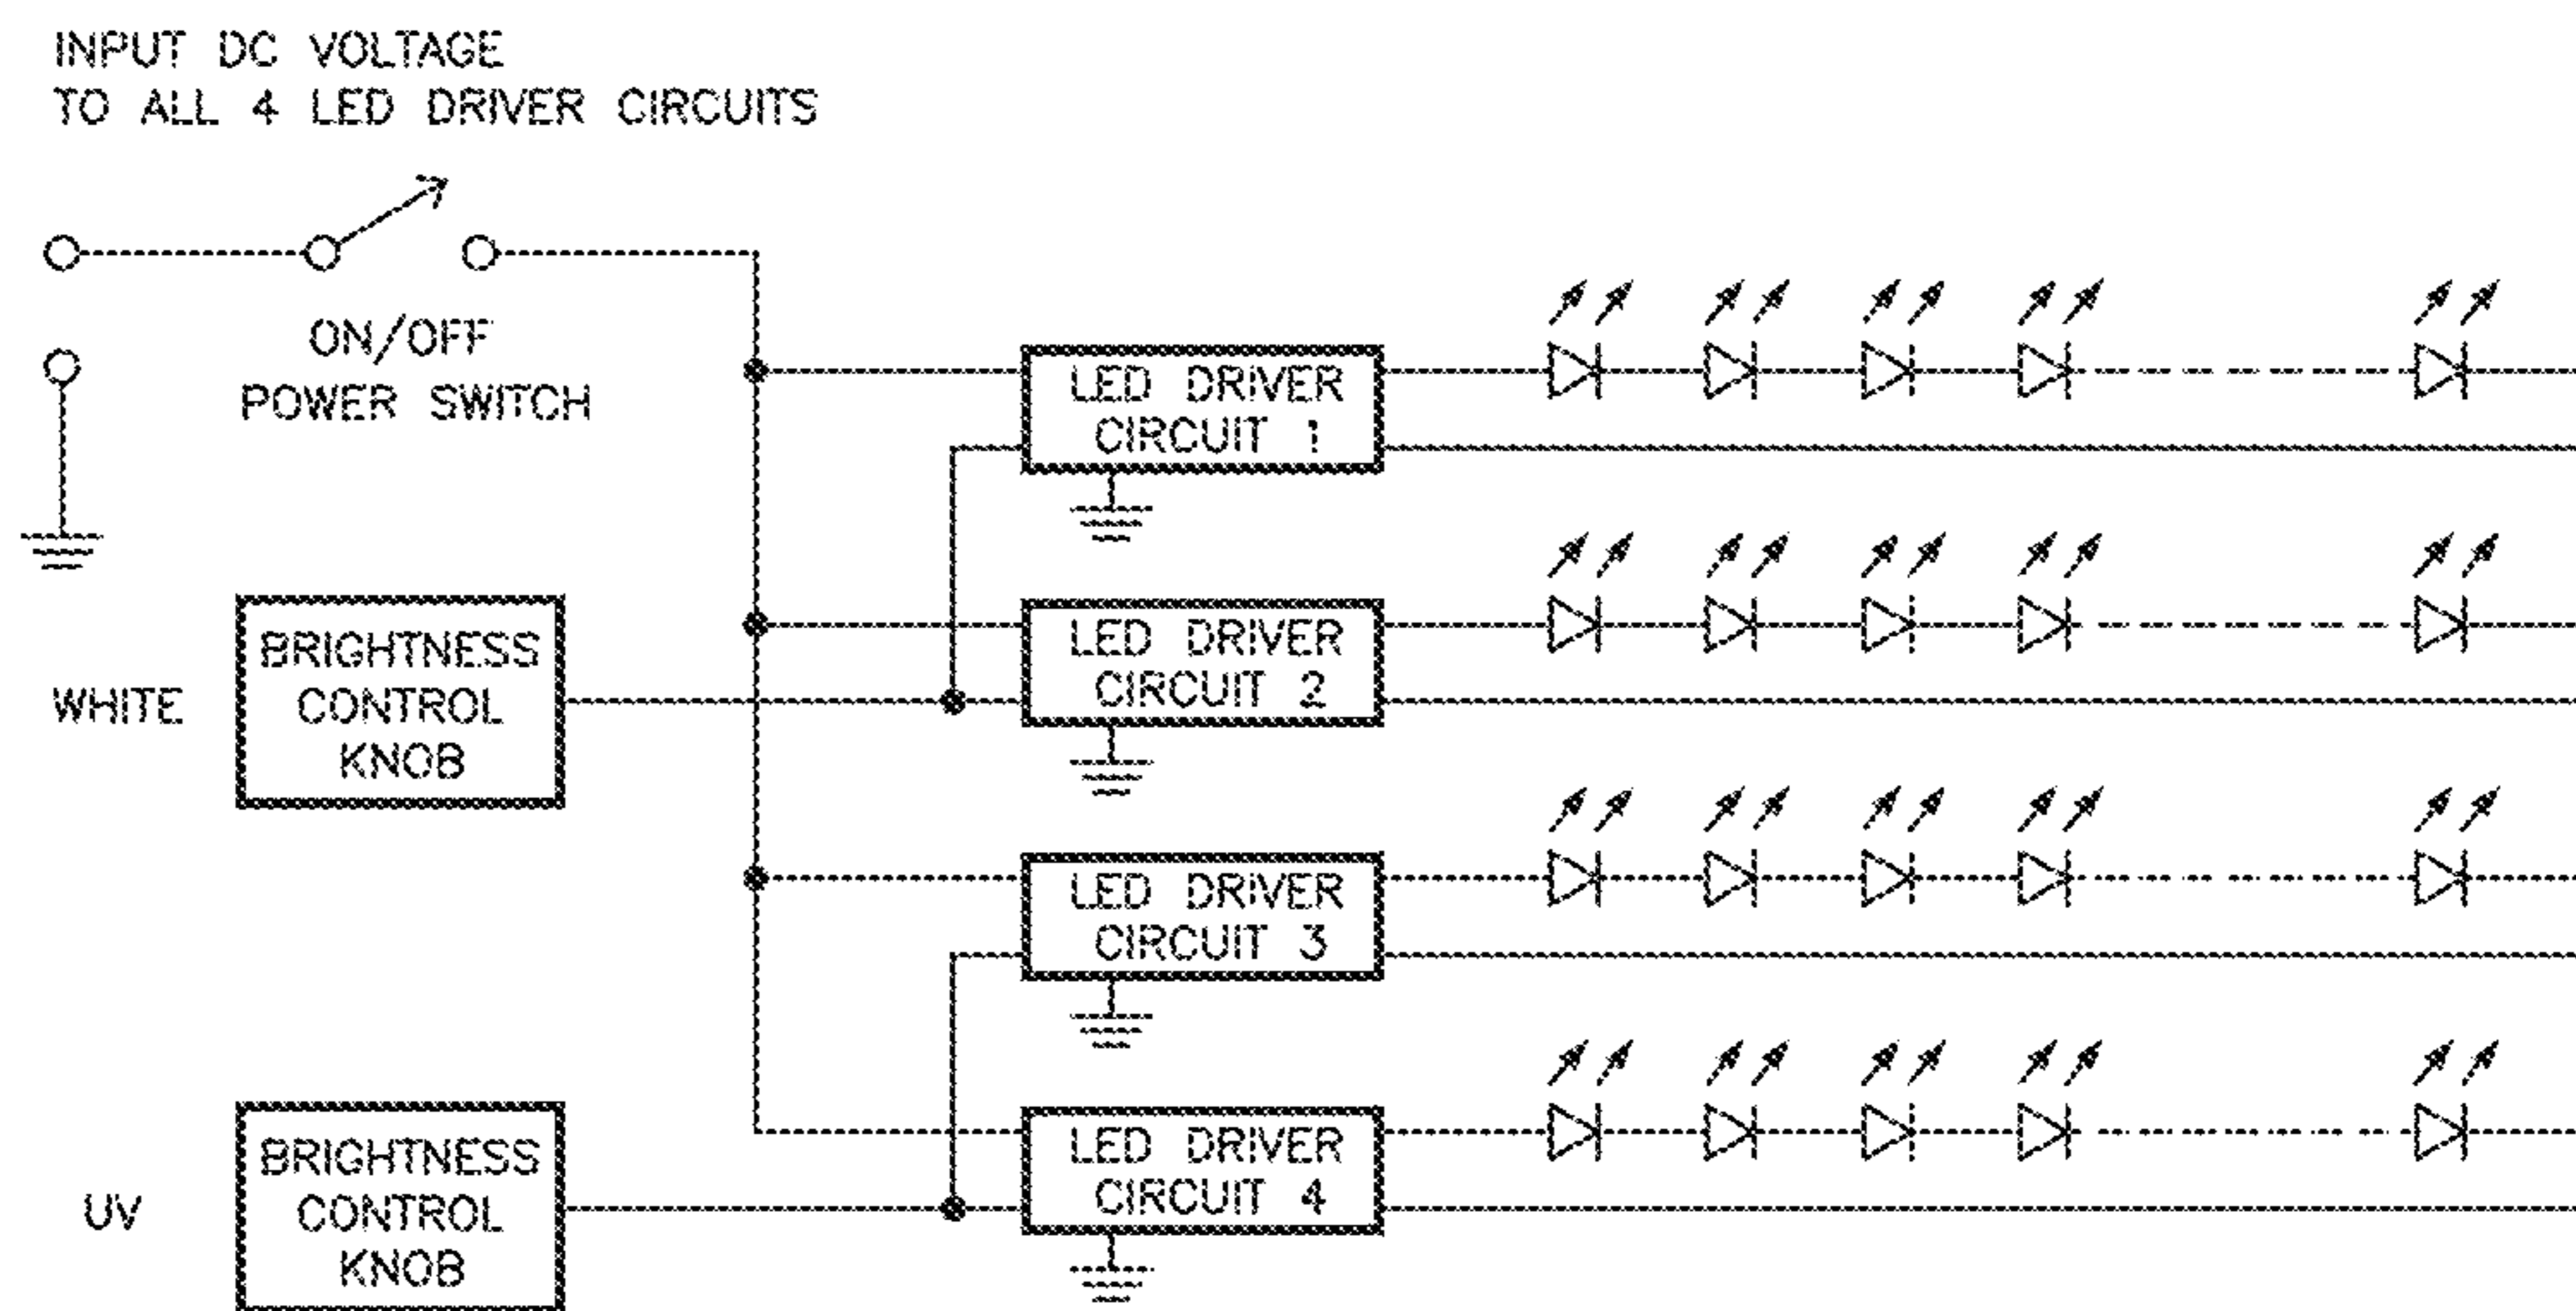 INPUT DC VOLTAGE
TO ALL 4 LED DRIVER CIRCUITS
ON/OFF
POWER SWITCH
LED DRIVER
CIRCUIT 1
WHITE
BRIGHTNESS
CONTROL
KNOB
LED DRIVER
CIRCUIT 2
LED DRIVER
CIRCUIT 3
UV
BRIGHTNESS
CONTROL
KNOB
LED DRIVER
CIRCUIT 4